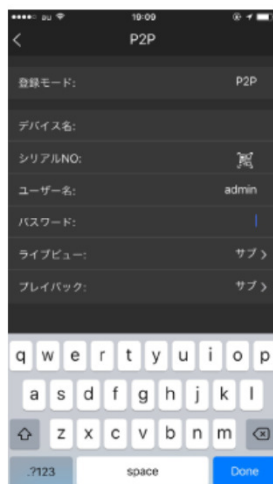 au 19:09
P2P
登録モード: P2P
デバイス名:
シリアルNO:
ユーザー名: admin
パスワード:
ライブビュー: サブ
プレイバック: サブ
q w e r t y u i o p
a s d f g h j k l
z x c v b n m
.?123 space Done